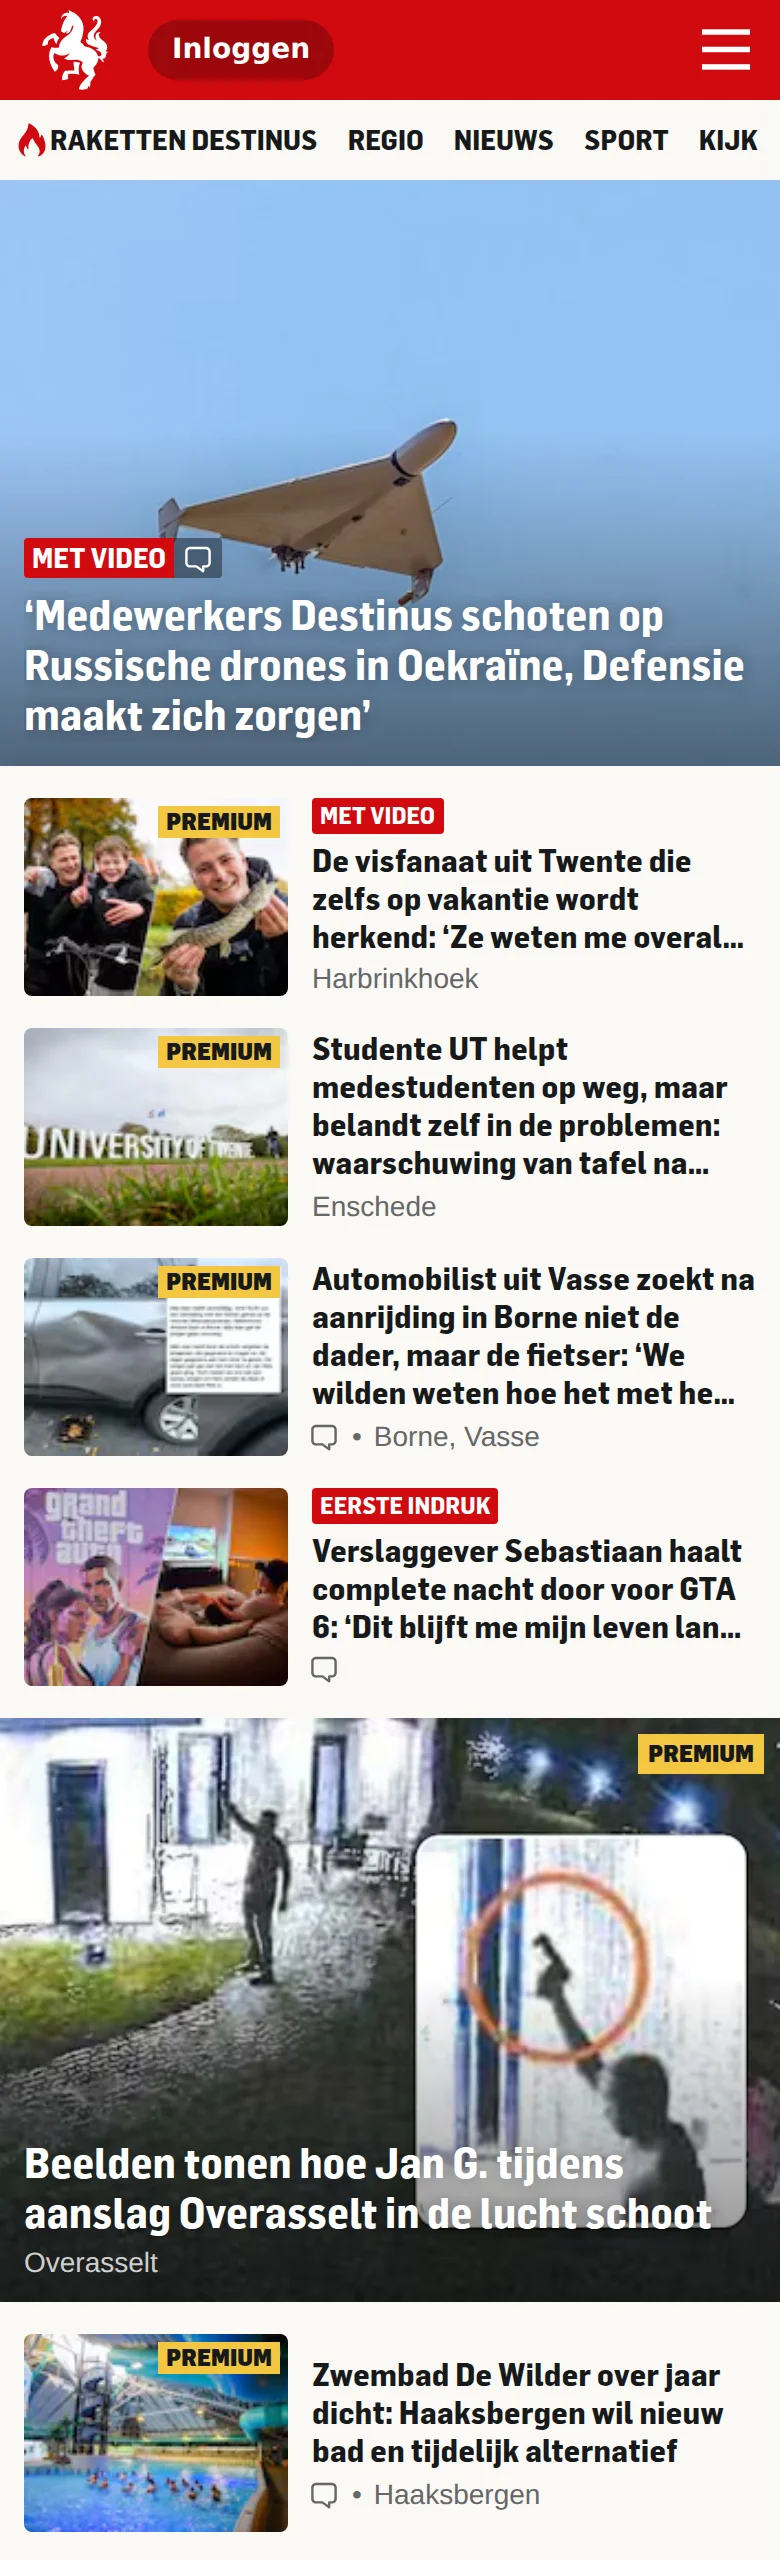 Inloggen
RAKETTEN DESTINUS REGIO NIEUWS SPORT KIJK
MET VIDEO
‘Medewerkers Destinus schoten op
Russische drones in Oekraïne, Defensie
maakt zich zorgen’
PREMIUM
MET VIDEO
De visfanaat uit Twente die
zelfs op vakantie wordt
herkend: ‘Ze weten me overal...
Harbrinkhoek
PREMIUM
UNIVERSITY OF TWENTE
Studente UT helpt
medestudenten op weg, maar
belandt zelf in de problemen:
waarschuwing van tafel na...
Enschede
PREMIUM
Automobilist uit Vasse zoekt na
aanrijding in Borne niet de
dader, maar de fietser: ‘We
wilden weten hoe het met he...
• Borne, Vasse
grand
theft
auto
EERSTE INDRUK
Verslaggever Sebastiaan haalt
complete nacht door voor GTA
6: ‘Dit blijft me mijn leven lan...
PREMIUM
Beelden tonen hoe Jan G. tijdens
aanslag Overasselt in de lucht schoot
Overasselt
PREMIUM
Zwembad De Wilder over jaar
dicht: Haaksbergen wil nieuw
bad en tijdelijk alternatief
• Haaksbergen